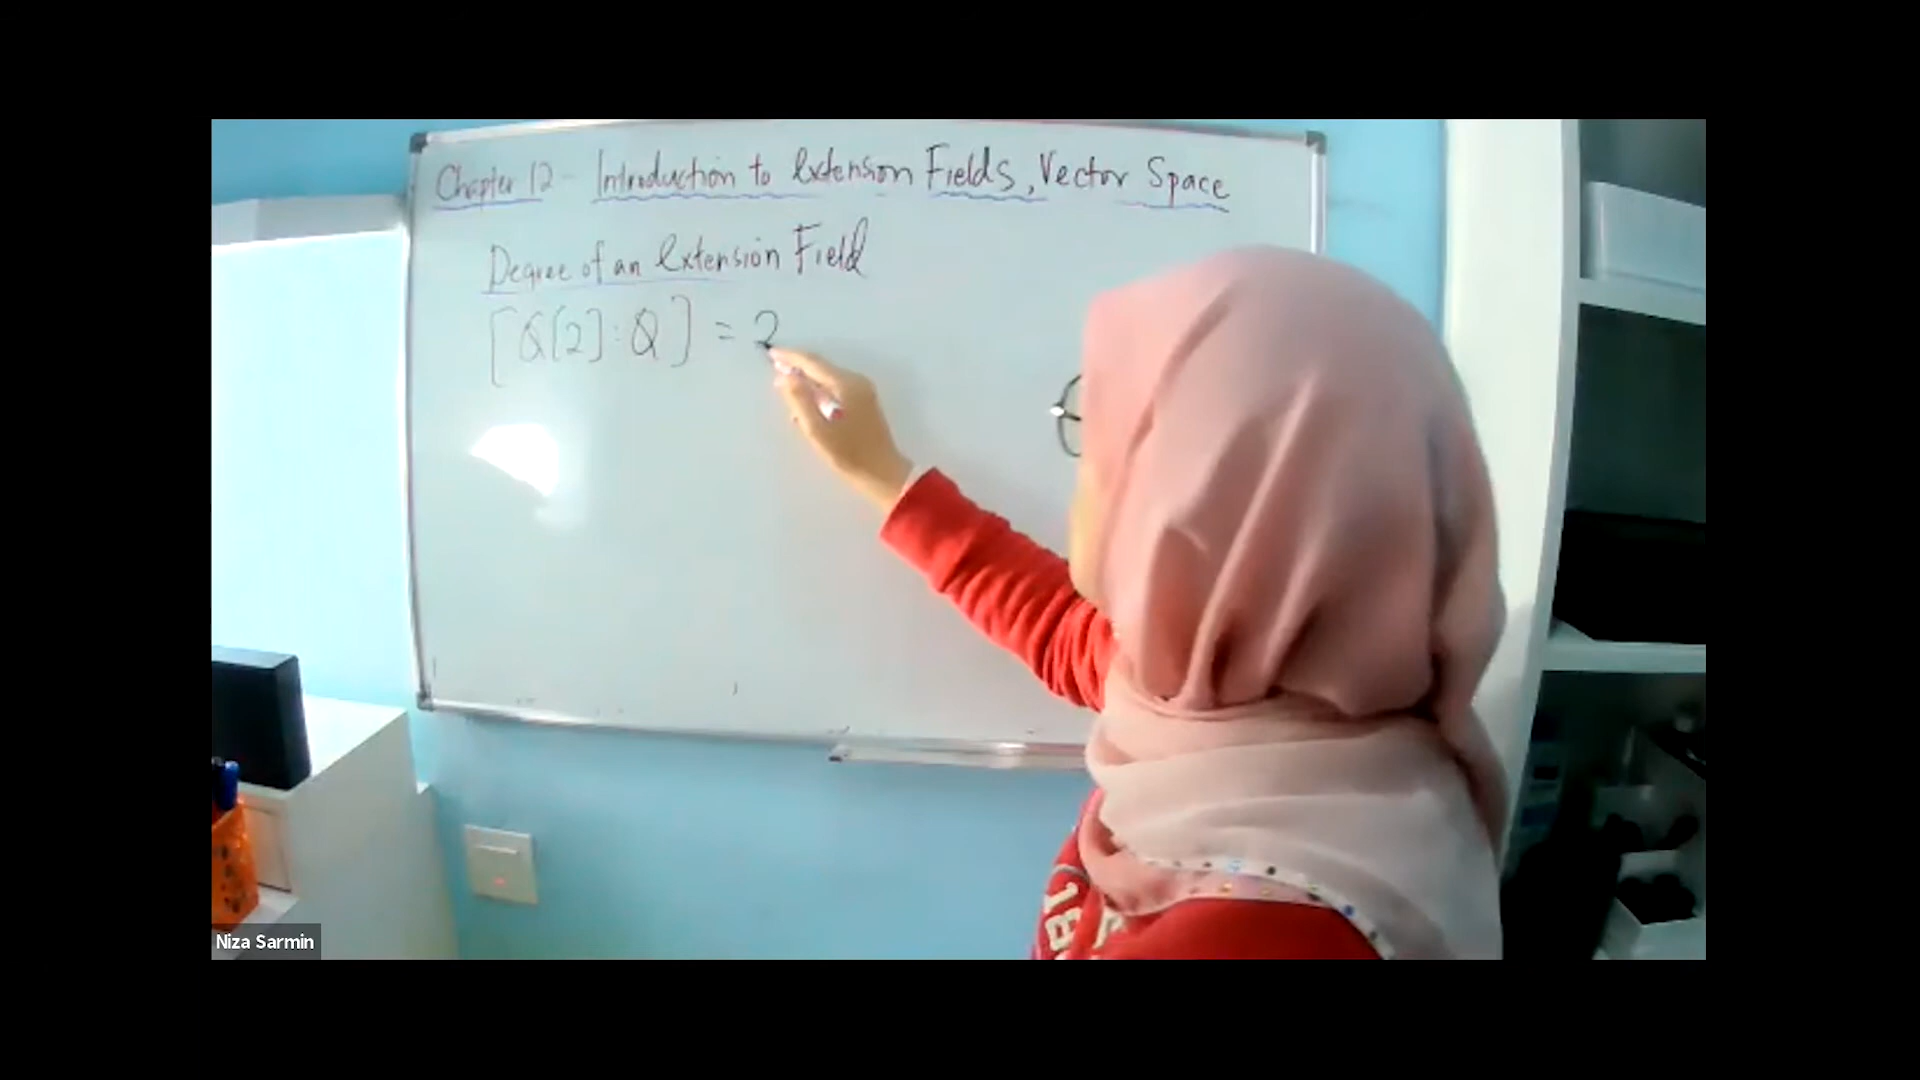 Chapter 12 - Introduction to Extension Fields, Vector Space
Degree of an Extension Field
[Q[2]:Q] = 2
Niza Sarmin